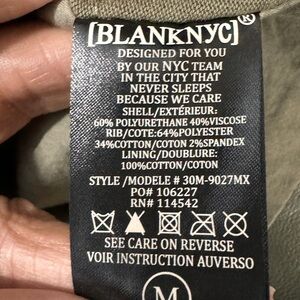 [BLANKNYC]®
DESIGNED FOR YOU
BY OUR NYC TEAM
IN THE CITY THAT
NEVER SLEEPS
BECAUSE WE CARE
SHELL/EXTÉRIEUR:
60% POLYURETHANE 40%VISCOSE
RIB/COTE:64%POLYESTER
34%COTTON/COTON 2%SPANDEX
LINING/DOUBLURE:
100%COTTON/COTON
STYLE/MODELE # 30M-9027MX
PO# 106227
RN# 114542
SEE CARE ON REVERSE
VOIR INSTRUCTION AUVERSO
M